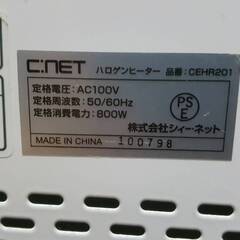 C:NET ハロゲンヒーター 品番：CEHR201
定格電圧：AC100V
定格周波数：50/60Hz
定格消費電力：800W
PS
E
株式会社シィー・ネット
MADE IN CHINA 100798